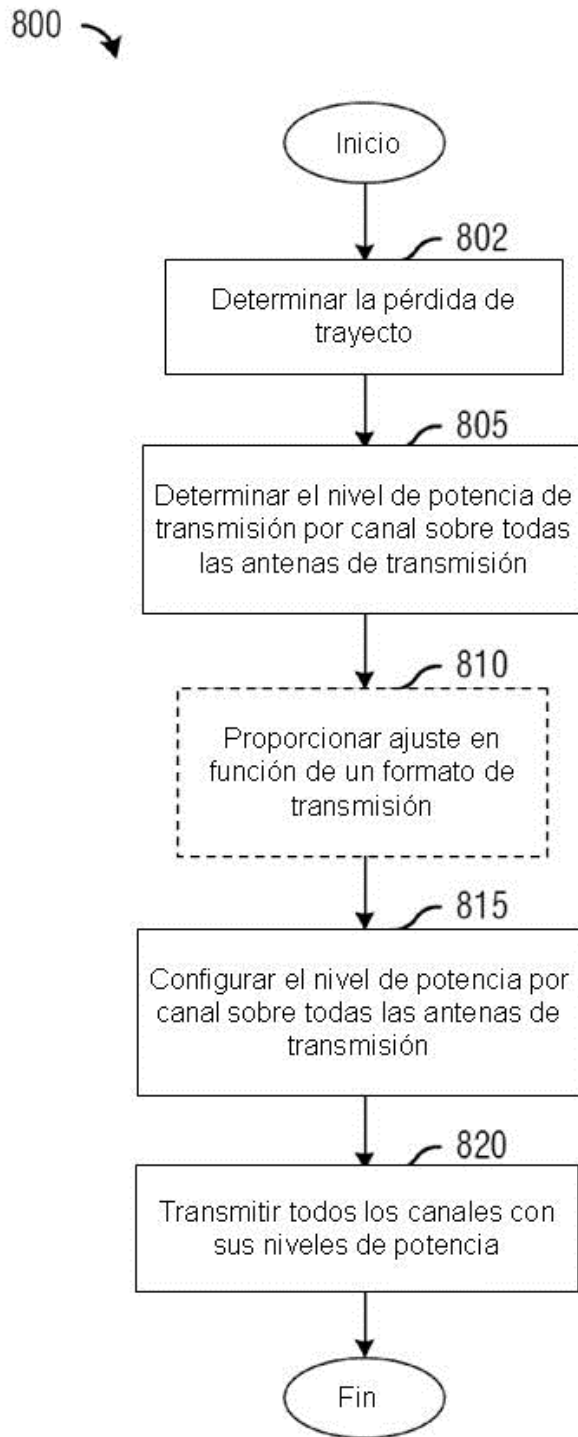 800
Inicio
802
Determinar la pérdida de
trayecto
805
Determinar el nivel de potencia de
transmisión por canal sobre todas
las antenas de transmisión
810
Proporcionar ajuste en
función de un formato de
transmisión
815
Configurar el nivel de potencia por
canal sobre todas las antenas de
transmisión
820
Transmitir todos los canales con
sus niveles de potencia
Fin